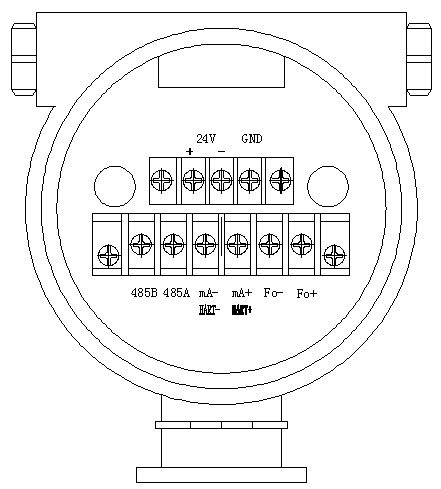 24V GND
+ −
485B 485A mA− mA+ Fo− Fo+
HART− HART+